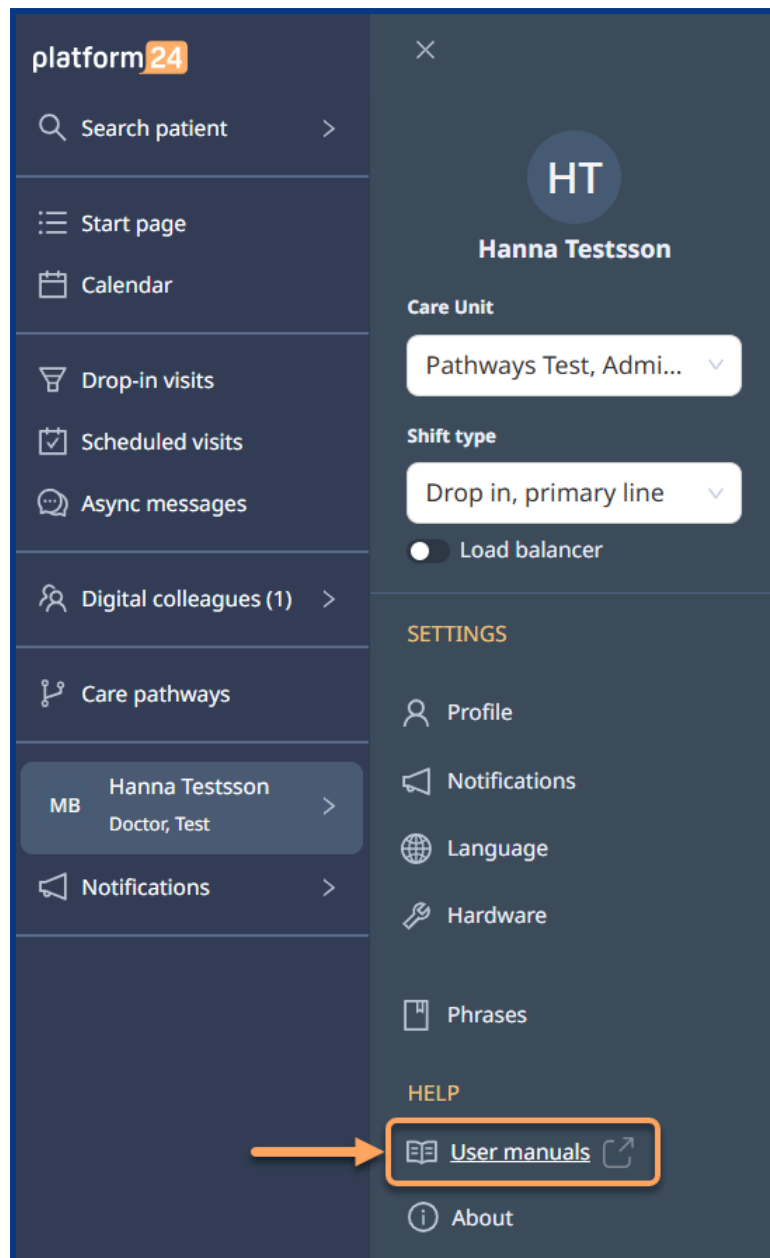 platform24
Search patient
Start page
Calendar
Drop-in visits
Scheduled visits
Async messages
Digital colleagues (1)
Care pathways
MB
Hanna Testsson
Doctor, Test
Notifications
HT
Hanna Testsson
Care Unit
Pathways Test, Admi...
Shift type
Drop in, primary line
Load balancer
SETTINGS
Profile
Notifications
Language
Hardware
Phrases
HELP
User manuals
About